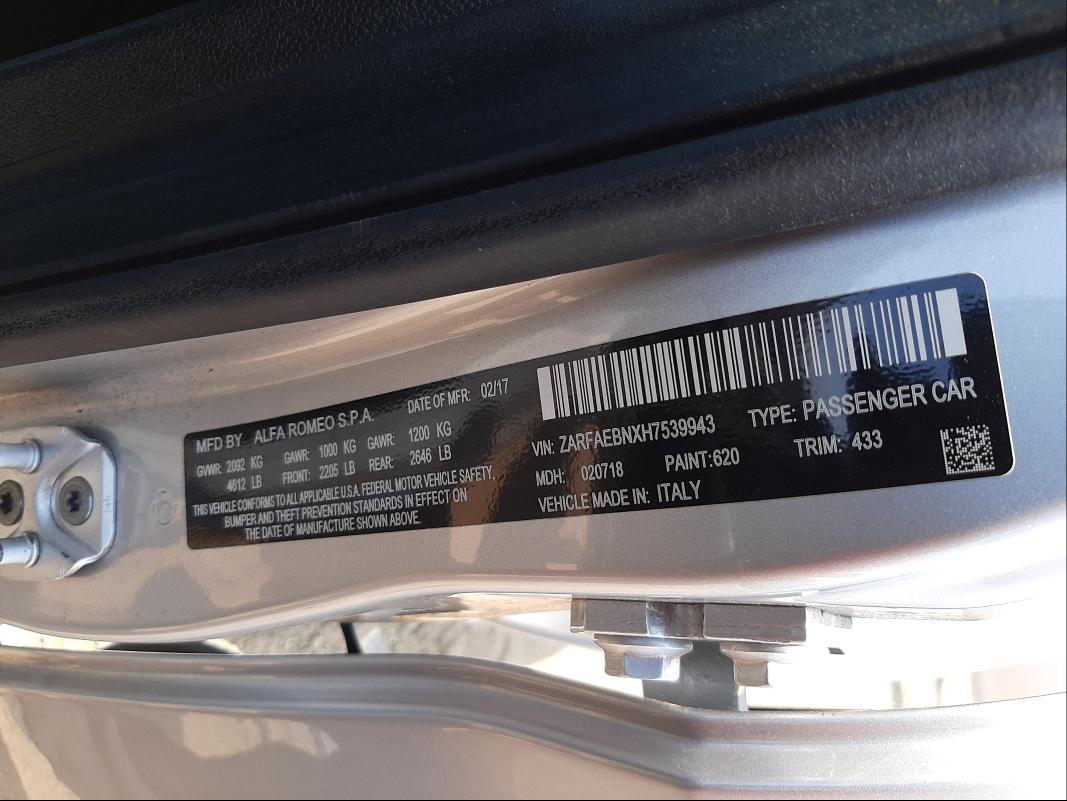 MFD BY ALFA ROMEO S.P.A. DATE OF MFR: 02/17
GVWR: 2092 KG GAWR: 1000 KG GAWR: 1200 KG
4612 LB FRONT: 2205 LB REAR: 2646 LB
THIS VEHICLE CONFORMS TO ALL APPLICABLE U.S.A. FEDERAL MOTOR VEHICLE SAFETY,
BUMPER AND THEFT PREVENTION STANDARDS IN EFFECT ON
THE DATE OF MANUFACTURE SHOWN ABOVE.
VIN: ZARFAEBNXH7539943 TYPE: PASSENGER CAR
MDH: 020718 PAINT:620 TRIM: 433
VEHICLE MADE IN: ITALY